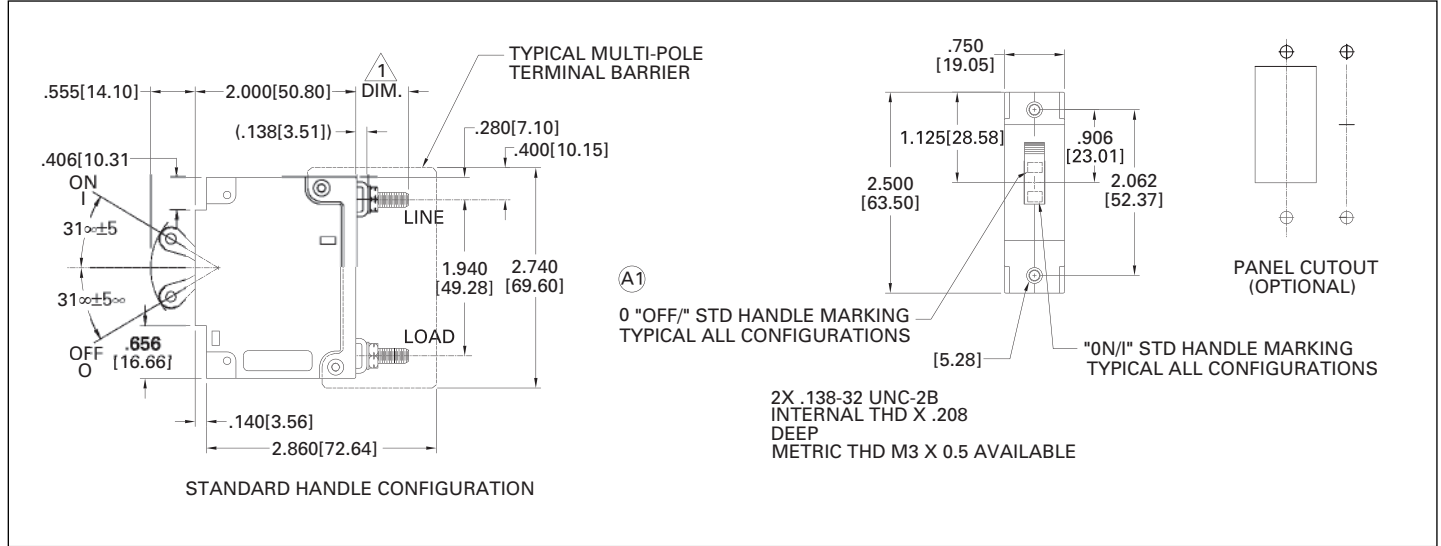 TYPICAL MULTI-POLE
TERMINAL BARRIER
1
DIM.
.555[14.10]
2.000[50.80]
(.138[3.51])
.280[7.10]
.400[10.15]
.406[10.31
ON
I
31∞±5
LINE
1.940
[49.28]
2.740
[69.60]
31∞±5∞
OFF
O
.656
[16.66]
LOAD
.140[3.56]
2.860[72.64]
STANDARD HANDLE CONFIGURATION
.750
[19.05]
1.125[28.58]
.906
[23.01]
2.500
[63.50]
2.062
[52.37]
A1
0 "OFF/" STD HANDLE MARKING
TYPICAL ALL CONFIGURATIONS
[5.28]
"0N/I" STD HANDLE MARKING
TYPICAL ALL CONFIGURATIONS
2X .138-32 UNC-2B
INTERNAL THD X .208
DEEP
METRIC THD M3 X 0.5 AVAILABLE
PANEL CUTOUT
(OPTIONAL)